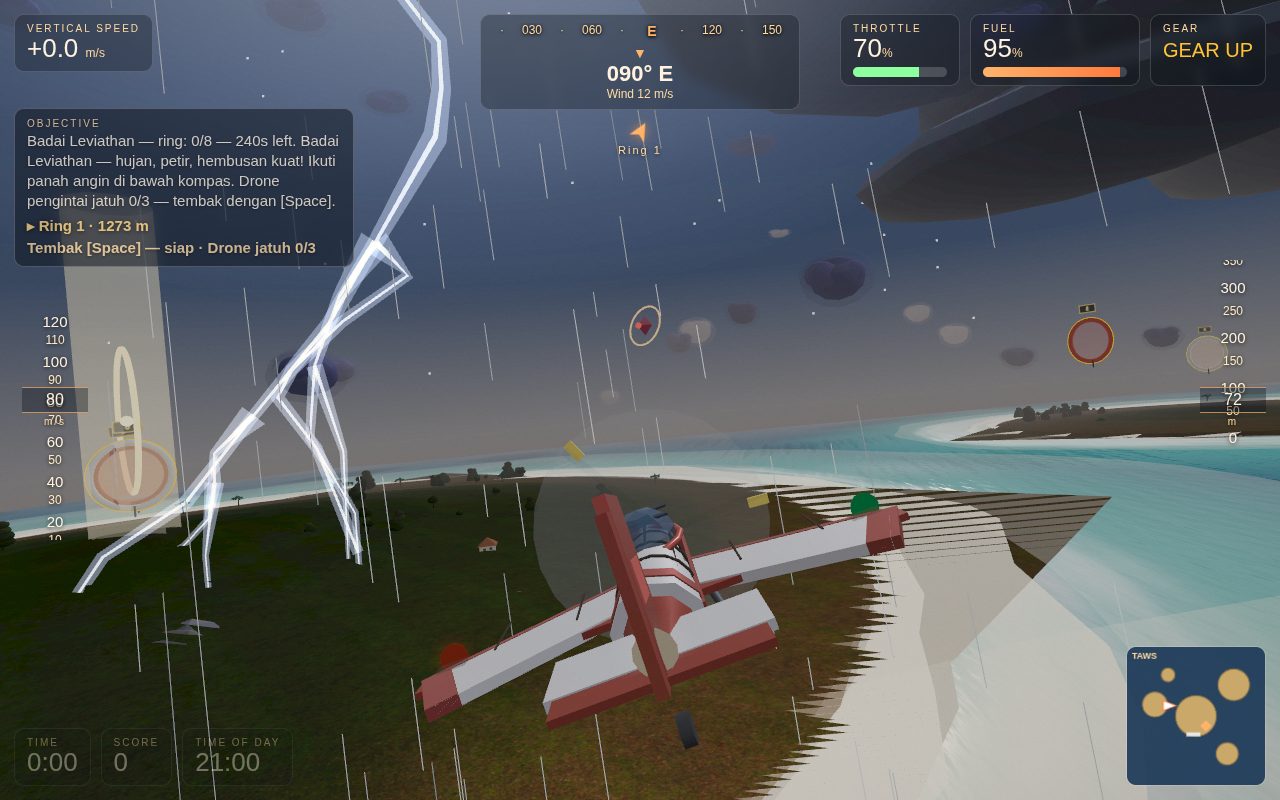 VERTICAL SPEED
+0.0 m/s
· 030 · 060 · E · 120 · 150
090° E
Wind 12 m/s
THROTTLE
70%
FUEL
95%
GEAR
GEAR UP
Ring 1
OBJECTIVE
Badai Leviathan — ring: 0/8 — 240s left. Badai
Leviathan — hujan, petir, hembusan kuat! Ikuti
panah angin di bawah kompas. Drone
pengintai jatuh 0/3 — tembak dengan [Space].
▸ Ring 1 · 1273 m
Tembak [Space] — siap · Drone jatuh 0/3
120
110
100
90
80
70
m/s
60
50
40
30
20
10
350
300
250
200
150
100
72
50
m
0
TAWS
TIME
0:00
SCORE
0
TIME OF DAY
21:00